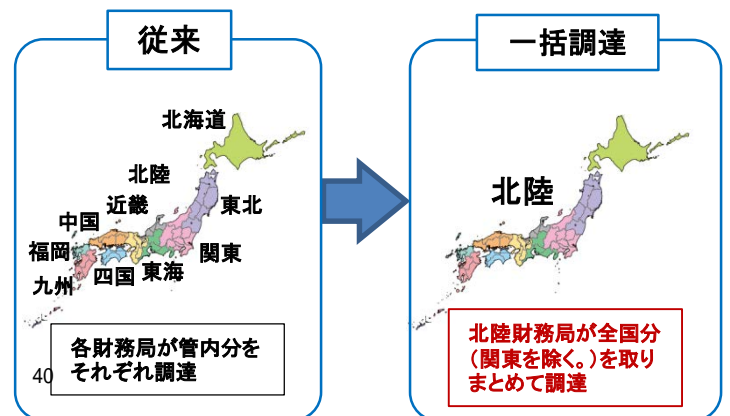 従来
北海道
北陸
近畿
東北
中国
福岡
関東
九州
四国
東海
各財務局が管内分を
それぞれ調達
40
一括調達
北陸
北陸財務局が全国分
（関東を除く。）を取り
まとめて調達